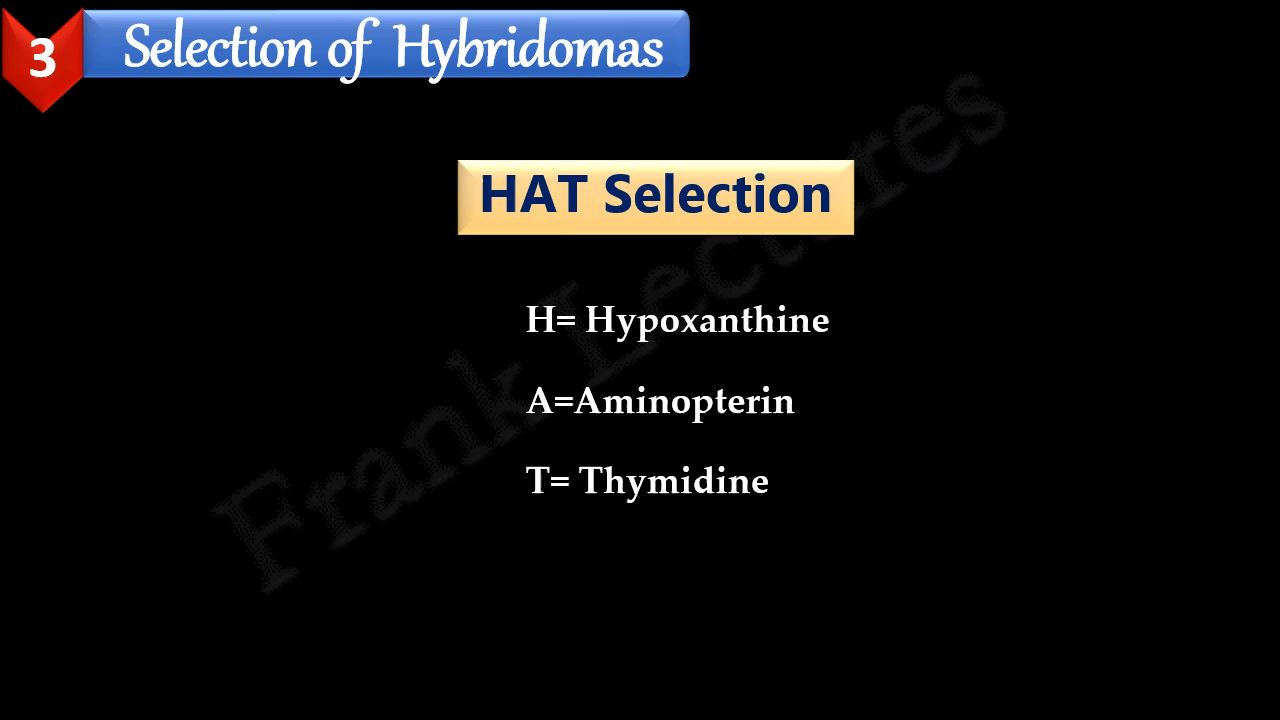 3
Selection of Hybridomas
HAT Selection
H= Hypoxanthine
A=Aminopterin
T= Thymidine
Frank Lectures